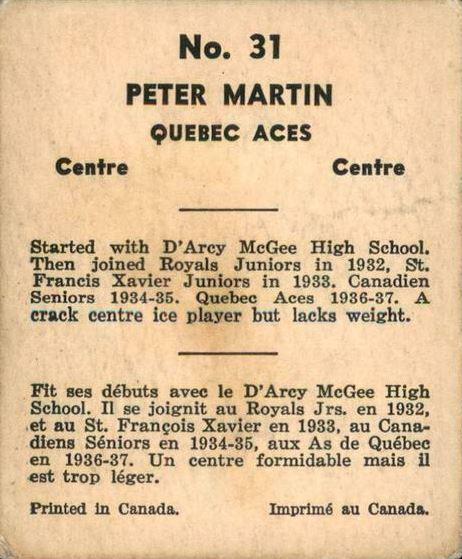 No. 31
PETER MARTIN
QUEBEC ACES
Centre Centre
Started with D'Arcy McGee High School.
Then joined Royals Juniors in 1932, St.
Francis Xavier Juniors in 1933. Canadien
Seniors 1934-35. Quebec Aces 1936-37. A
crack centre ice player but lacks weight.
Fit ses débuts avec le D'Arcy McGee High
School. Il se joignit au Royals Jrs. en 1932,
et au St. François Xavier en 1933, au Cana-
diens Séniors en 1934-35, aux As de Québec
en 1936-37. Un centre formidable mais il
est trop léger.
Printed in Canada. Imprimé au Canada.